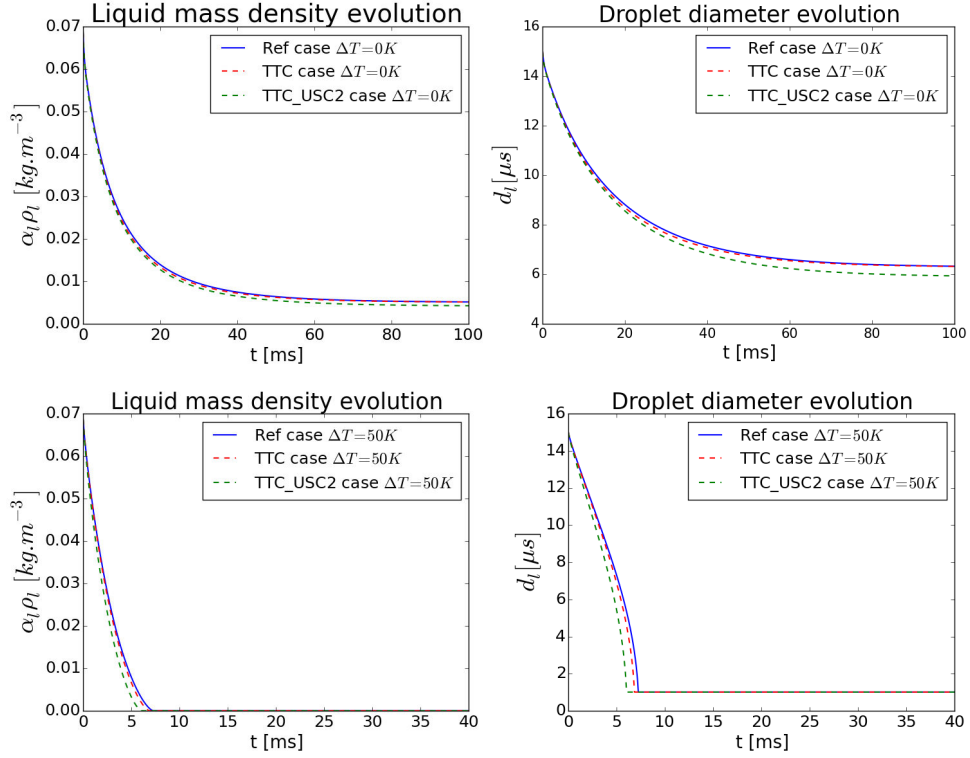 Liquid mass density evolution
0.07
0.06
0.05
0.04
0.03
0.02
0.01
0.00
α_l ρ_l [kg.m^{-3}]
Ref case ΔT=0K
TTC case ΔT=0K
TTC_USC2 case ΔT=0K
0 20 40 60 80 100
t [ms]
Droplet diameter evolution
16
14
12
10
8
6
4
d_l [μs]
Ref case ΔT=0K
TTC case ΔT=0K
TTC_USC2 case ΔT=0K
0 20 40 60 80 100
t [ms]
Liquid mass density evolution
0.07
0.06
0.05
0.04
0.03
0.02
0.01
0.00
α_l ρ_l [kg.m^{-3}]
Ref case ΔT=50K
TTC case ΔT=50K
TTC_USC2 case ΔT=50K
0 5 10 15 20 25 30 35 40
t [ms]
Droplet diameter evolution
16
14
12
10
8
6
4
2
0
d_l [μs]
Ref case ΔT=50K
TTC case ΔT=50K
TTC_USC2 case ΔT=50K
0 5 10 15 20 25 30 35 40
t [ms]